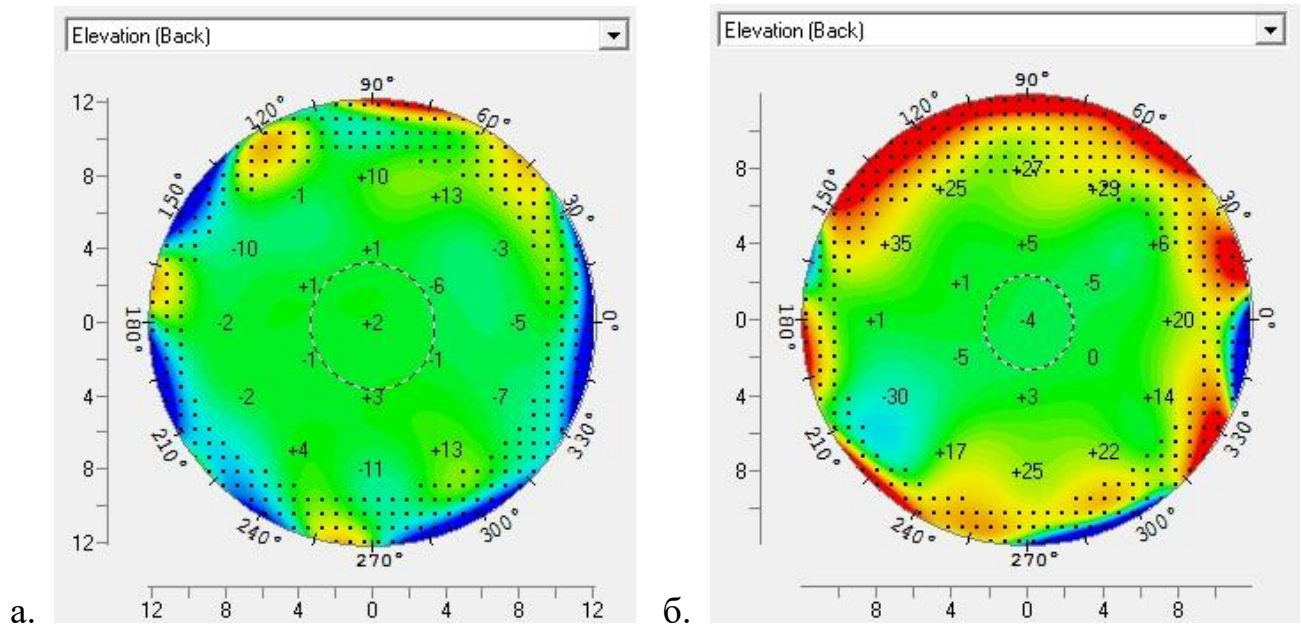 Elevation (Back)
90°
120° 60°
150° 30°
180° 0°
210° 330°
240° 300°
270°
12
8
4
0
4
8
12
+10 +13
-1
-10 +1 -3
+1 -6
-2 +2 -5
-1 -1
-2 +3 -7
+4 -11 +13
12 8 4 0 4 8 12
а.
Elevation (Back)
90°
120° 60°
150° 30°
180° 0°
210° 330°
240° 300°
270°
8
4
0
4
8
+27
+25 +29
+35 +5 +6
+1 -5
+1 -4 +20
-5 0
-30 +3 +14
+17 +25 +22
8 4 0 4 8
б.